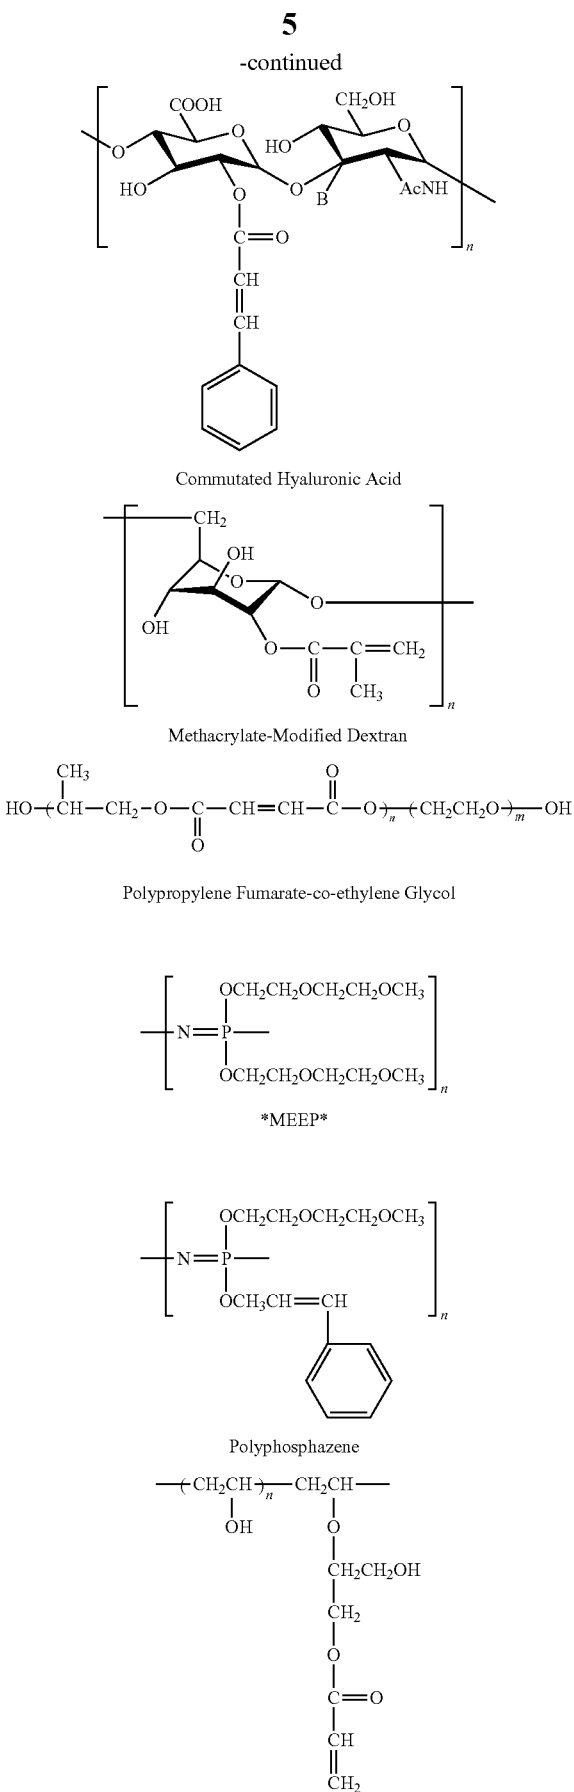 5
-continued
COOH
CH2OH
O
O
O
HO
HO
O
O
B
AcNH
n
C=O
CH
CH
Commutated Hyaluronic Acid
CH2
OH
O
O
OH
O—C—C=CH2
O
CH3
n
Methacrylate-Modified Dextran
CH3
O
HO—(CH—CH2—O—C—CH=CH—C—O)n—(CH2CH2O)m—OH
O
Polypropylene Fumarate-co-ethylene Glycol
OCH2CH2OCH2CH2OCH3
N=P
OCH2CH2OCH2CH2OCH3
n
*MEEP*
OCH2CH2OCH2CH2OCH3
N=P
OCH3CH=CH
n
Polyphosphazene
—(CH2CH)n—CH2CH—
OH
O
CH2CH2OH
CH2
O
C=O
CH
CH2